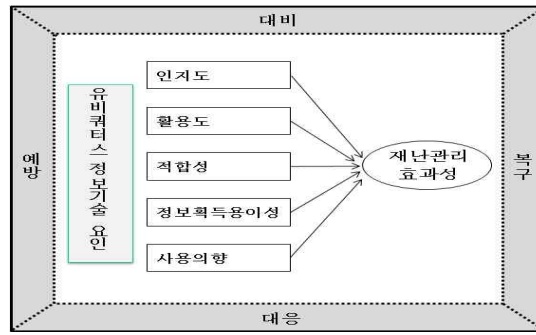 대비
예방
유비쿼터스 정보기술 요인
인지도
활용도
적합성
정보획득용이성
사용의향
재난관리
효과성
복구
대응